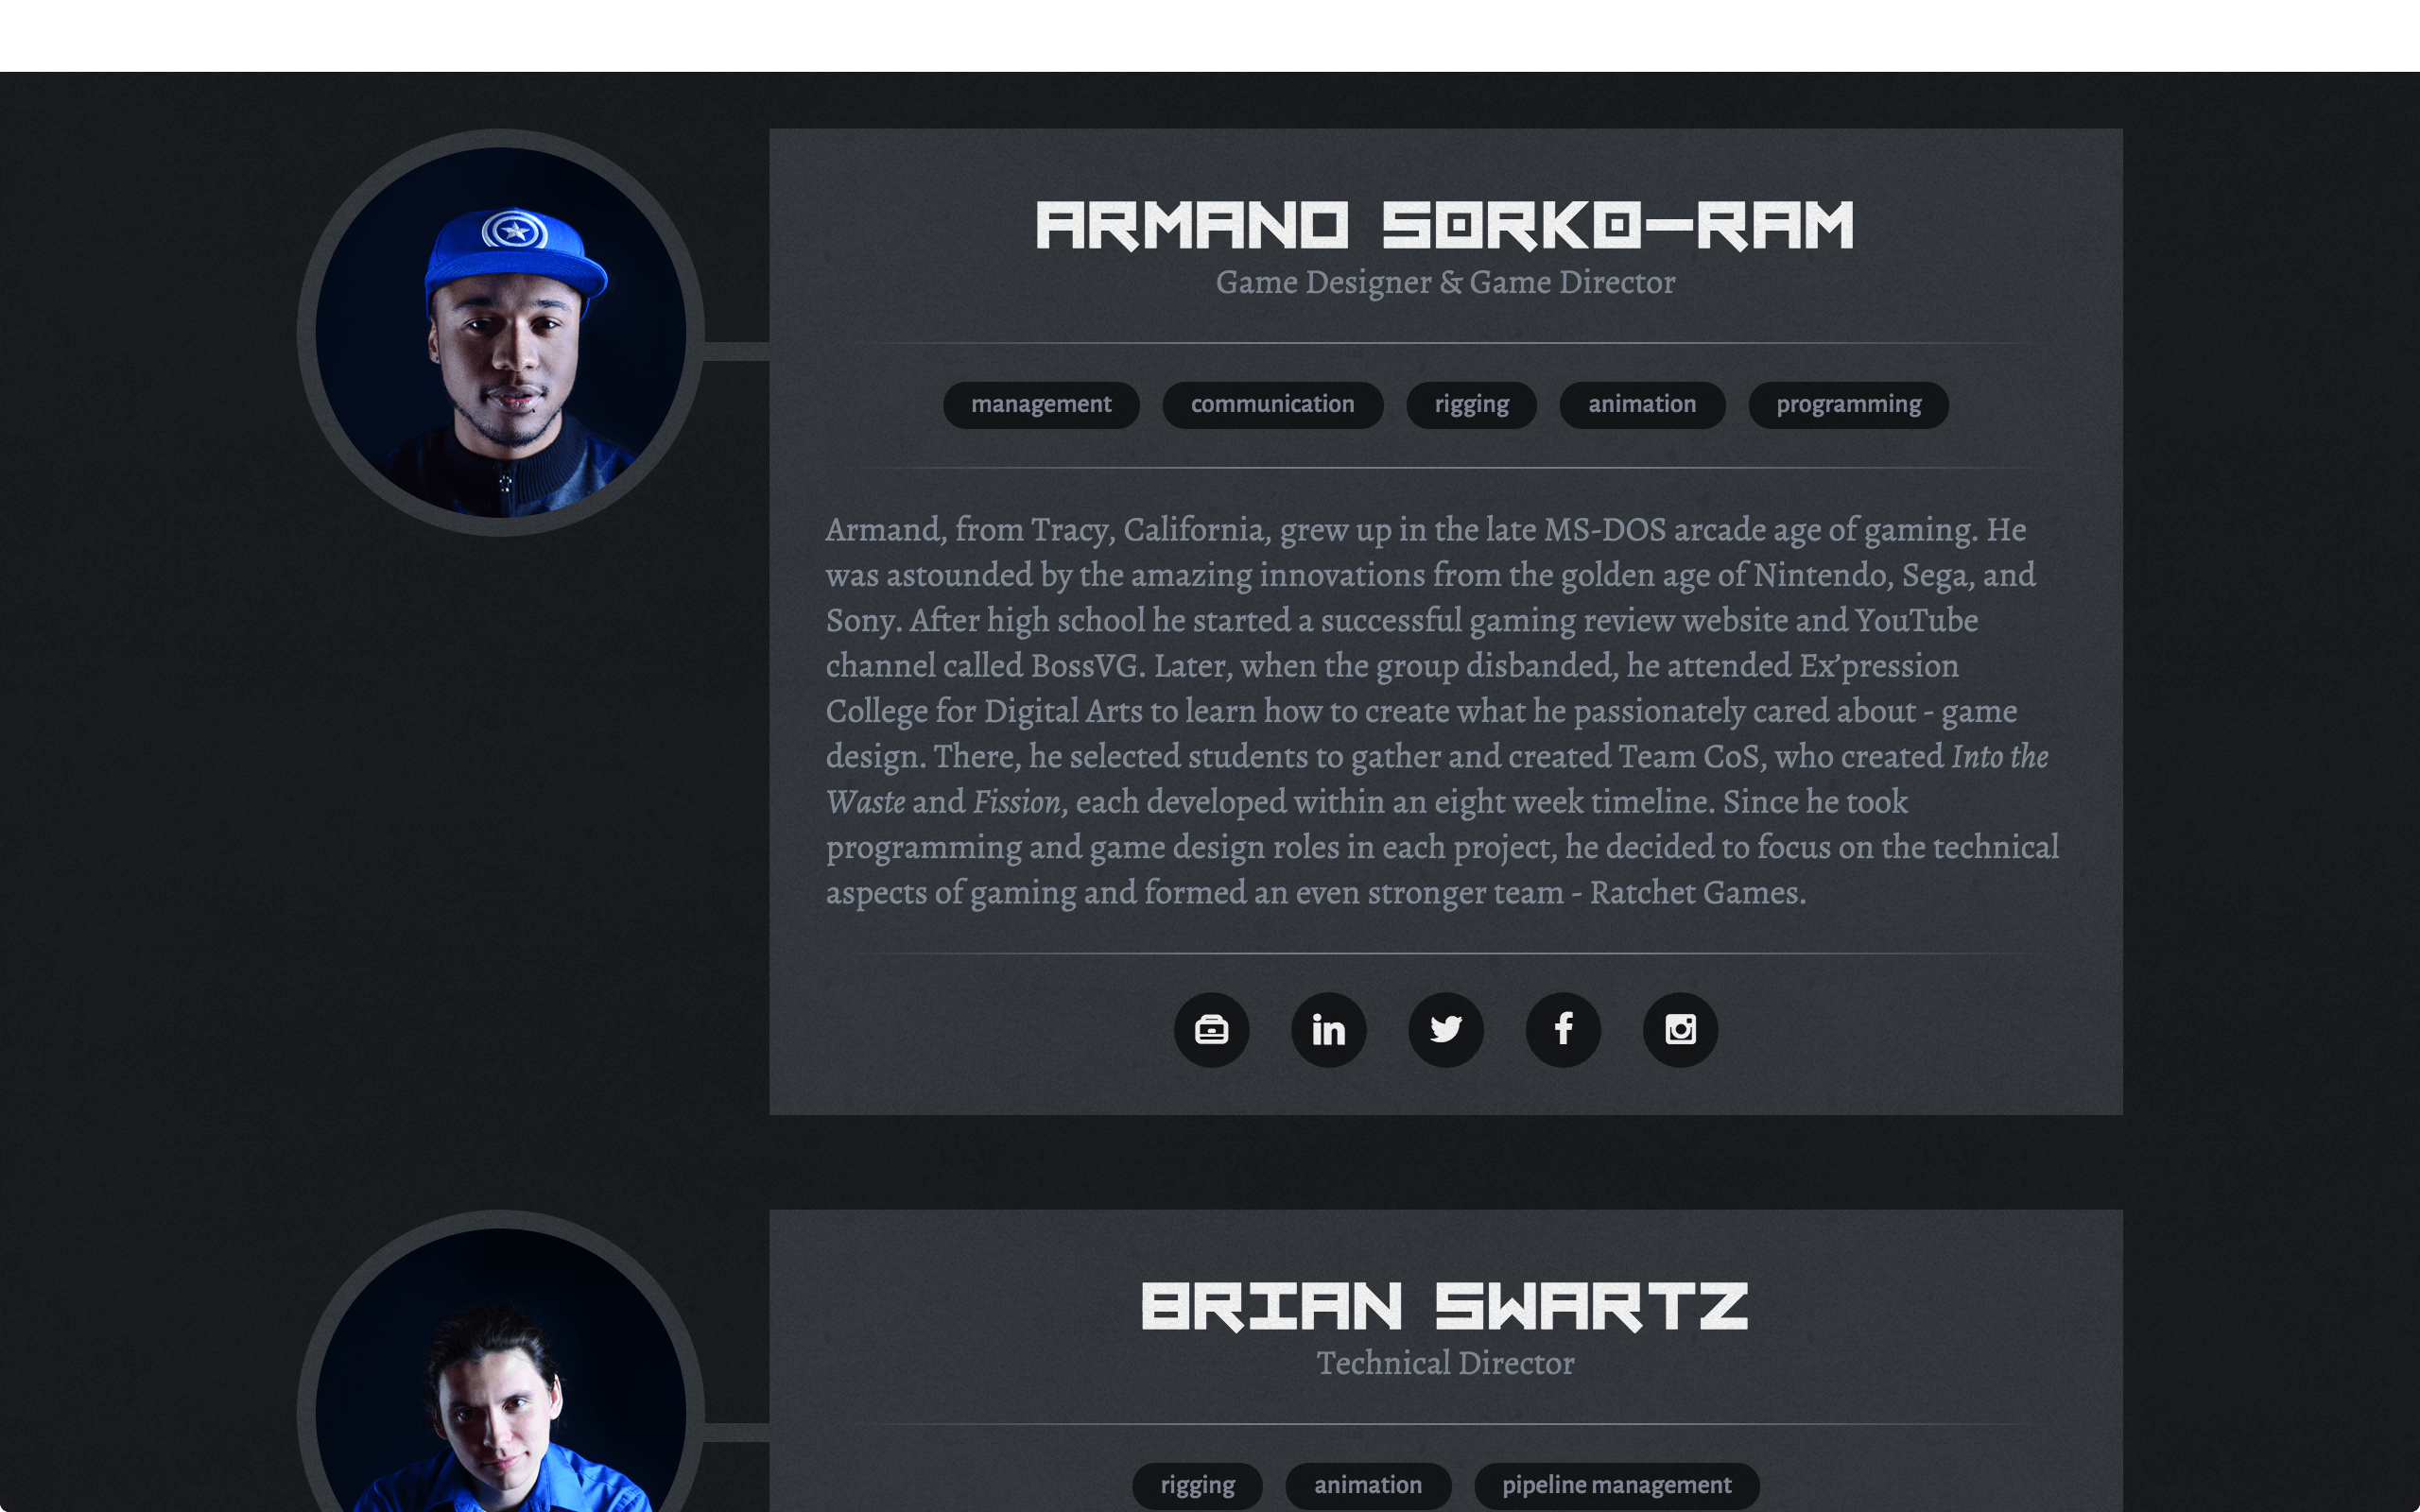 ARMAND SORKO-RAM
Game Designer & Game Director
management communication rigging animation programming
Armand, from Tracy, California, grew up in the late MS-DOS arcade age of gaming. He
was astounded by the amazing innovations from the golden age of Nintendo, Sega, and
Sony. After high school he started a successful gaming review website and YouTube
channel called BossVG. Later, when the group disbanded, he attended Ex’pression
College for Digital Arts to learn how to create what he passionately cared about - game
design. There, he selected students to gather and created Team CoS, who created Into the
Waste and Fission, each developed within an eight week timeline. Since he took
programming and game design roles in each project, he decided to focus on the technical
aspects of gaming and formed an even stronger team - Ratchet Games.
BRIAN SWARTZ
Technical Director
rigging animation pipeline management